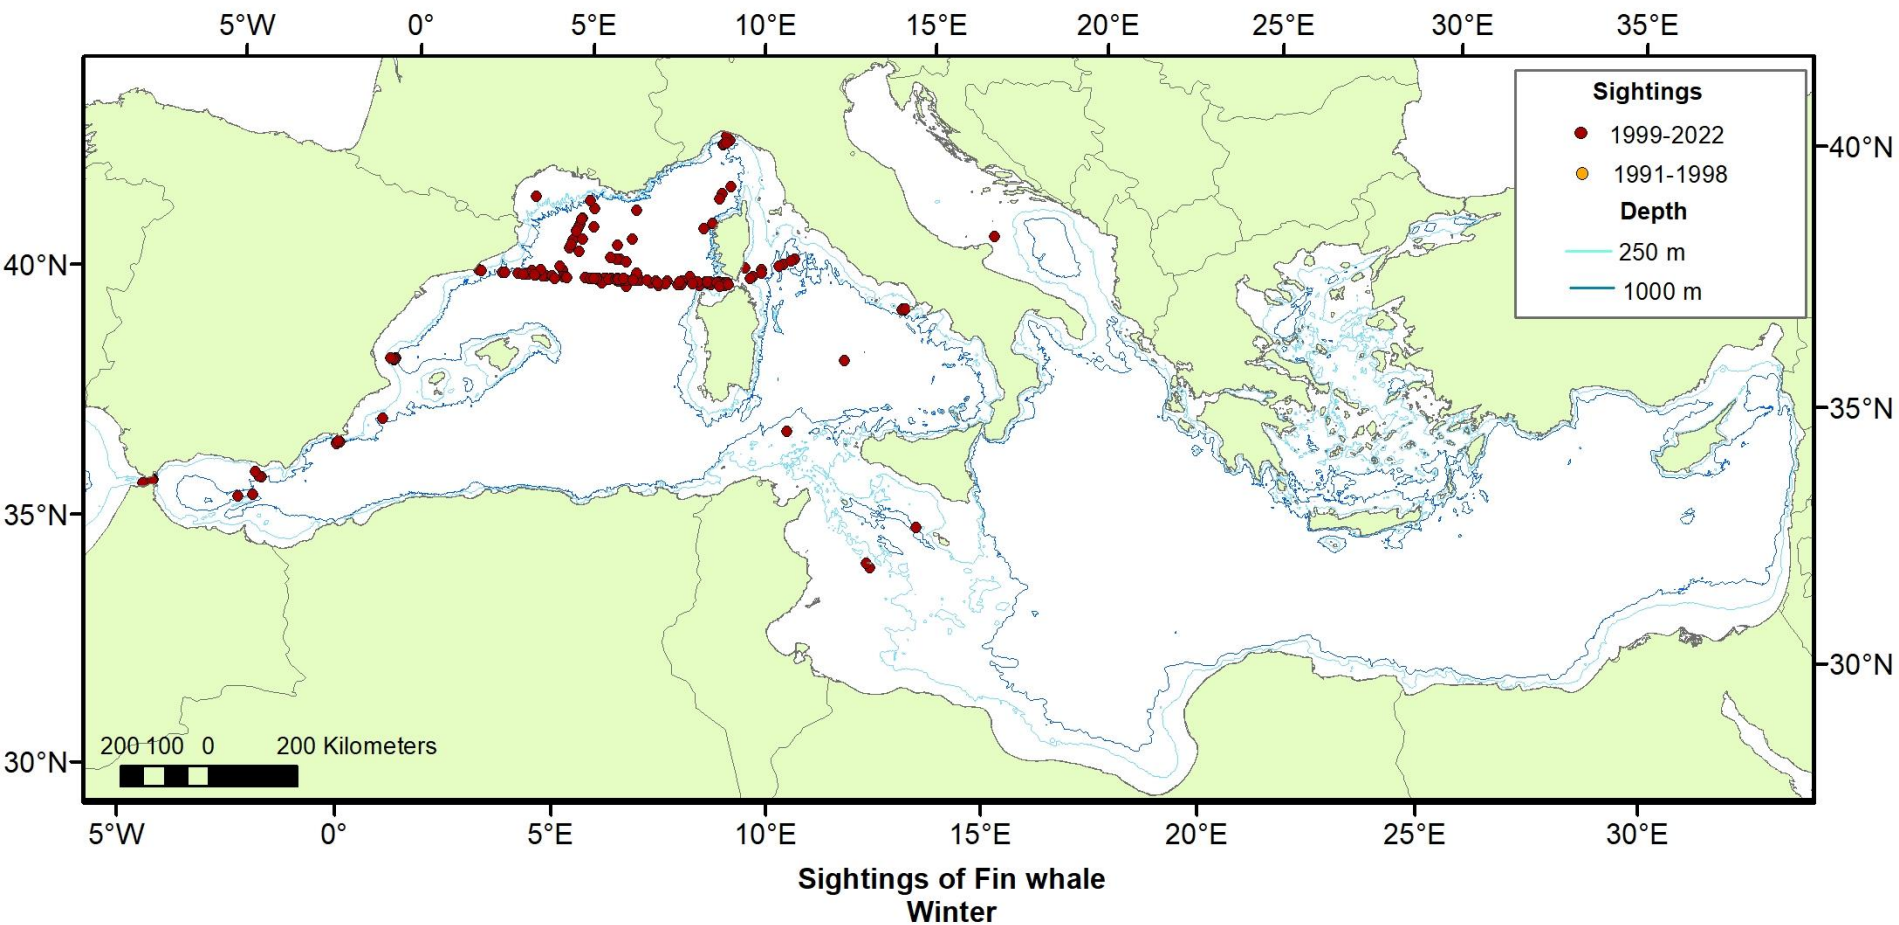 5°W 0° 5°E 10°E 15°E 20°E 25°E 30°E 35°E
Sightings
1999-2022
1991-1998
Depth
250 m
1000 m
40°N
40°N
35°N
35°N
30°N
30°N
200 100 0 200 Kilometers
5°W 0° 5°E 10°E 15°E 20°E 25°E 30°E
Sightings of Fin whale
Winter